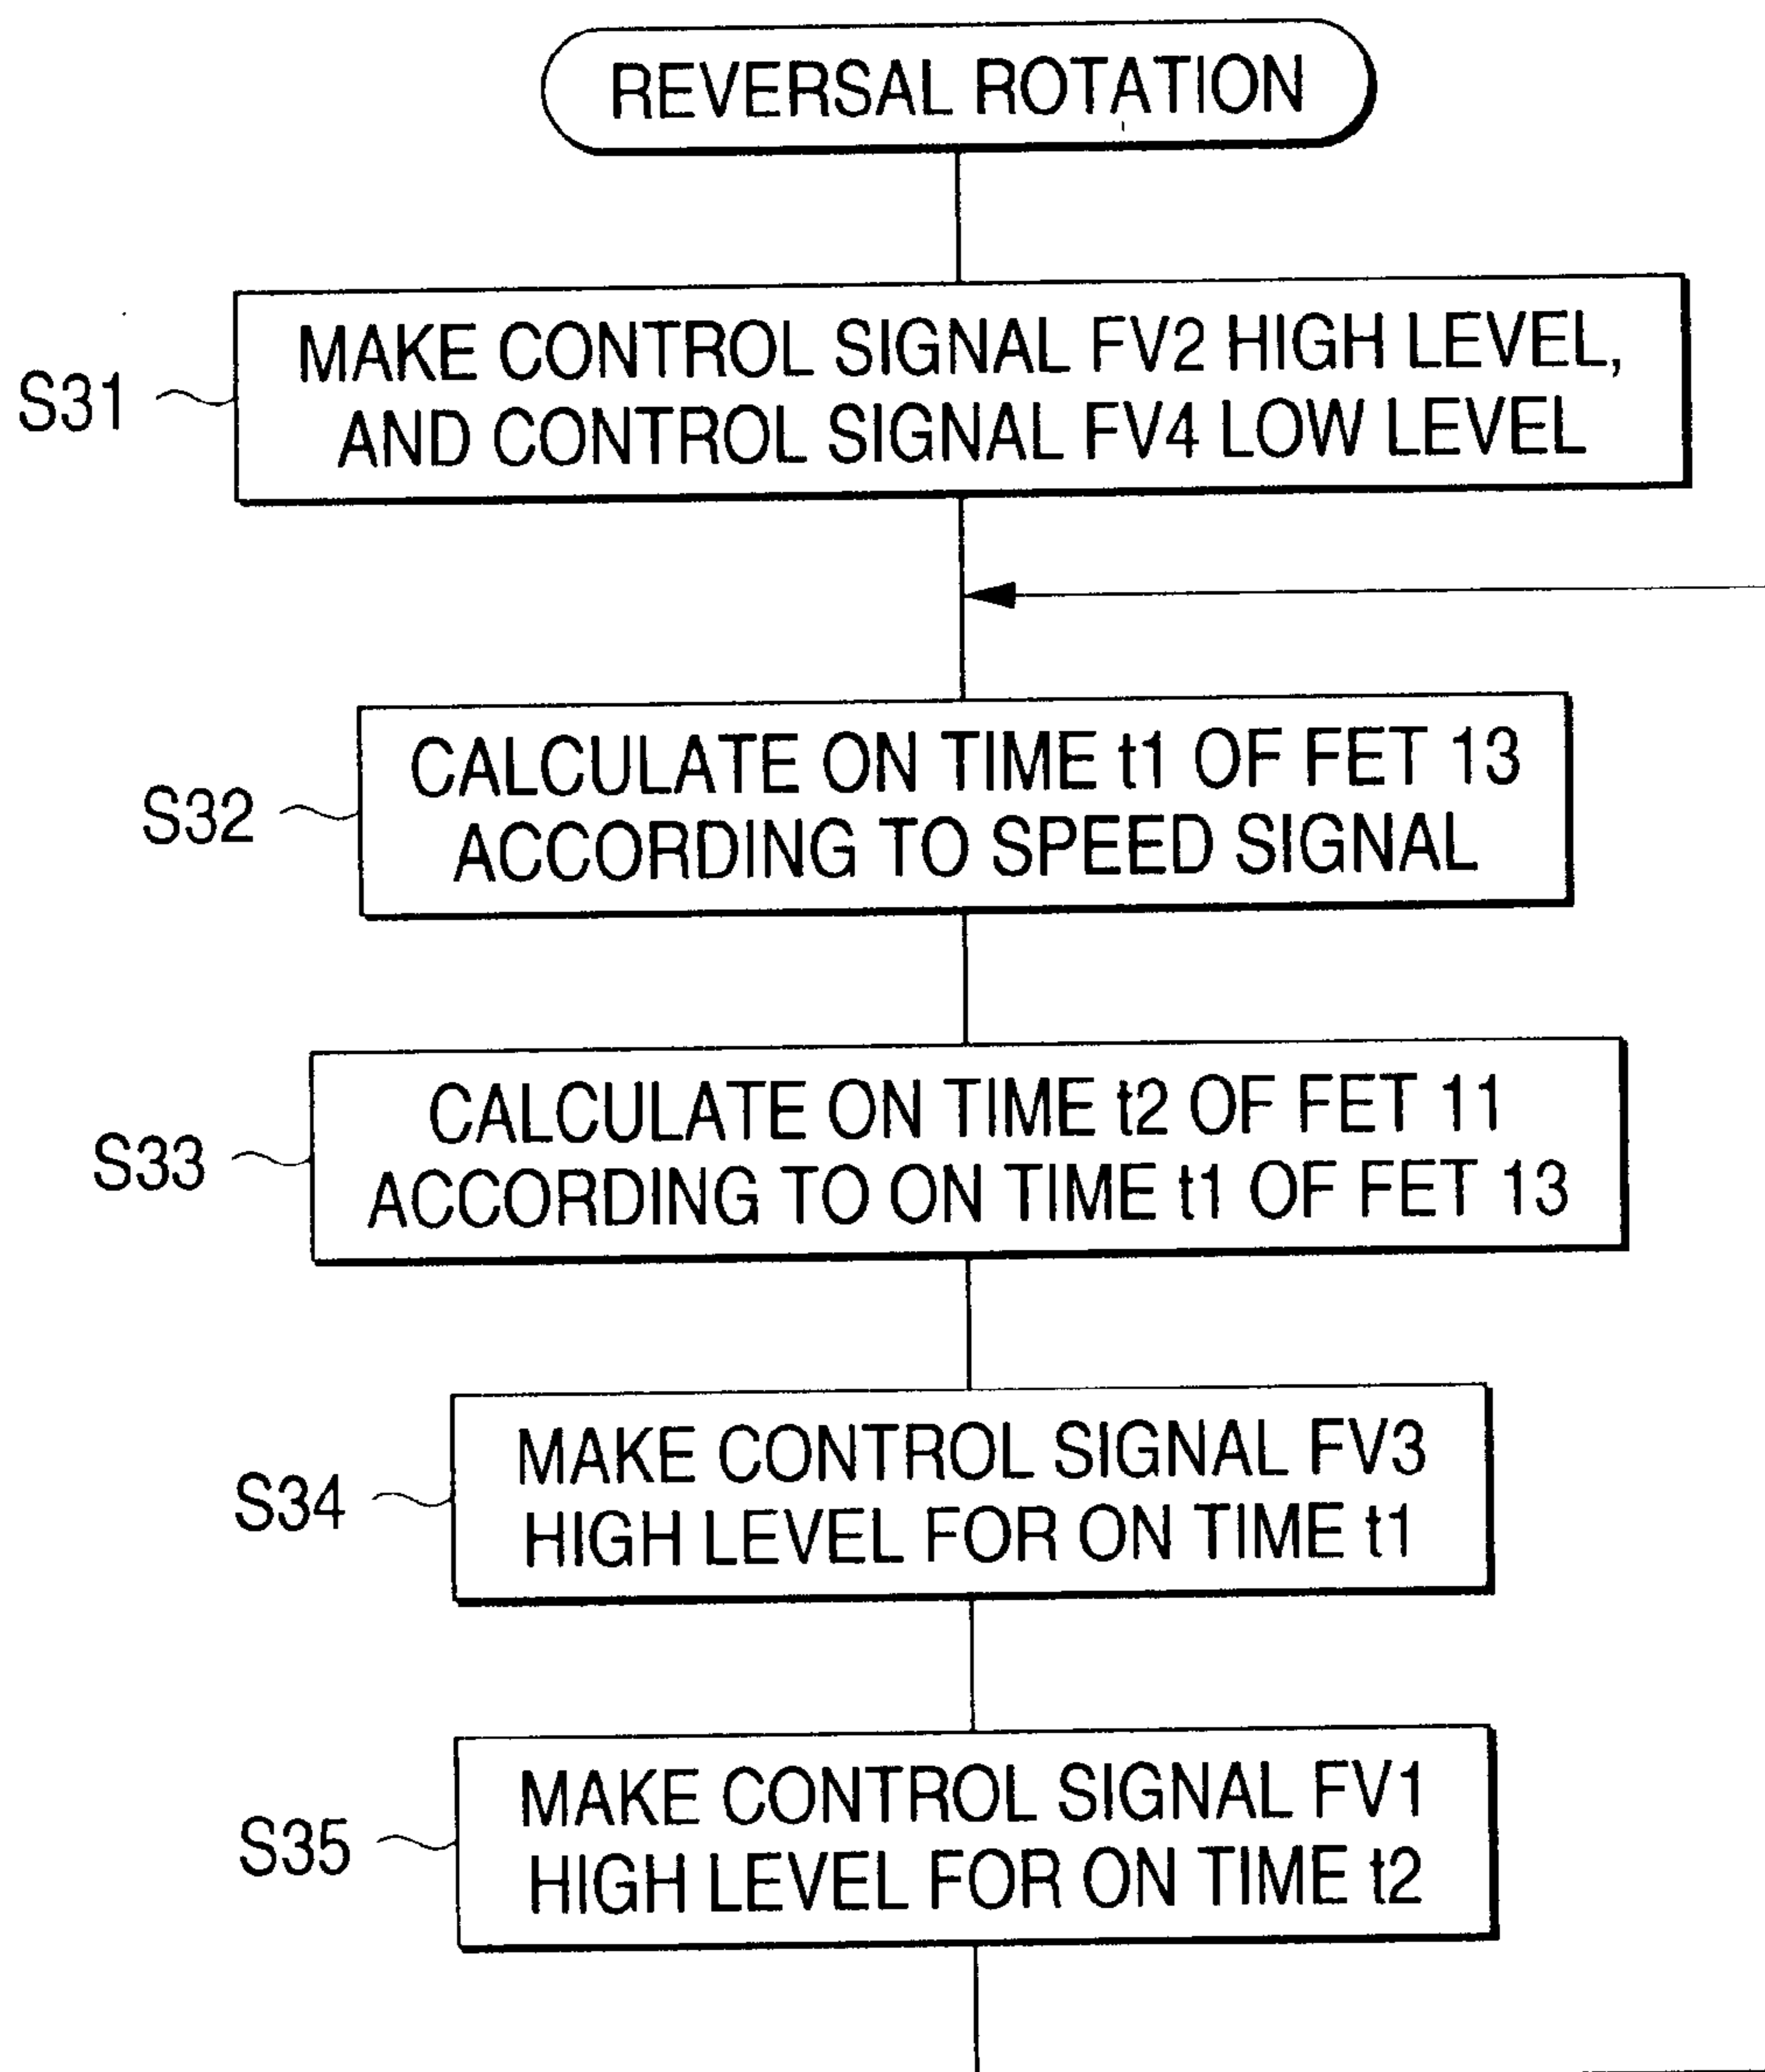 REVERSAL ROTATION
S31
MAKE CONTROL SIGNAL FV2 HIGH LEVEL,
AND CONTROL SIGNAL FV4 LOW LEVEL
S32
CALCULATE ON TIME t1 OF FET 13
ACCORDING TO SPEED SIGNAL
S33
CALCULATE ON TIME t2 OF FET 11
ACCORDING TO ON TIME t1 OF FET 13
S34
MAKE CONTROL SIGNAL FV3
HIGH LEVEL FOR ON TIME t1
S35
MAKE CONTROL SIGNAL FV1
HIGH LEVEL FOR ON TIME t2